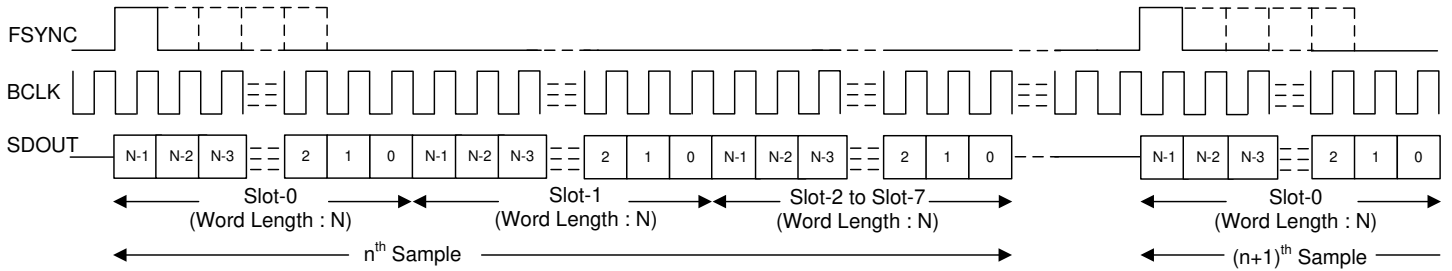 FSYNC
BCLK
SDOUT
N-1 N-2 N-3 2 1 0 N-1 N-2 N-3 2 1 0 N-1 N-2 N-3 2 1 0 N-1 N-2 N-3 2 1 0
Slot-0 Slot-1 Slot-2 to Slot-7 Slot-0
(Word Length : N) (Word Length : N) (Word Length : N) (Word Length : N)
nth Sample (n+1)th Sample